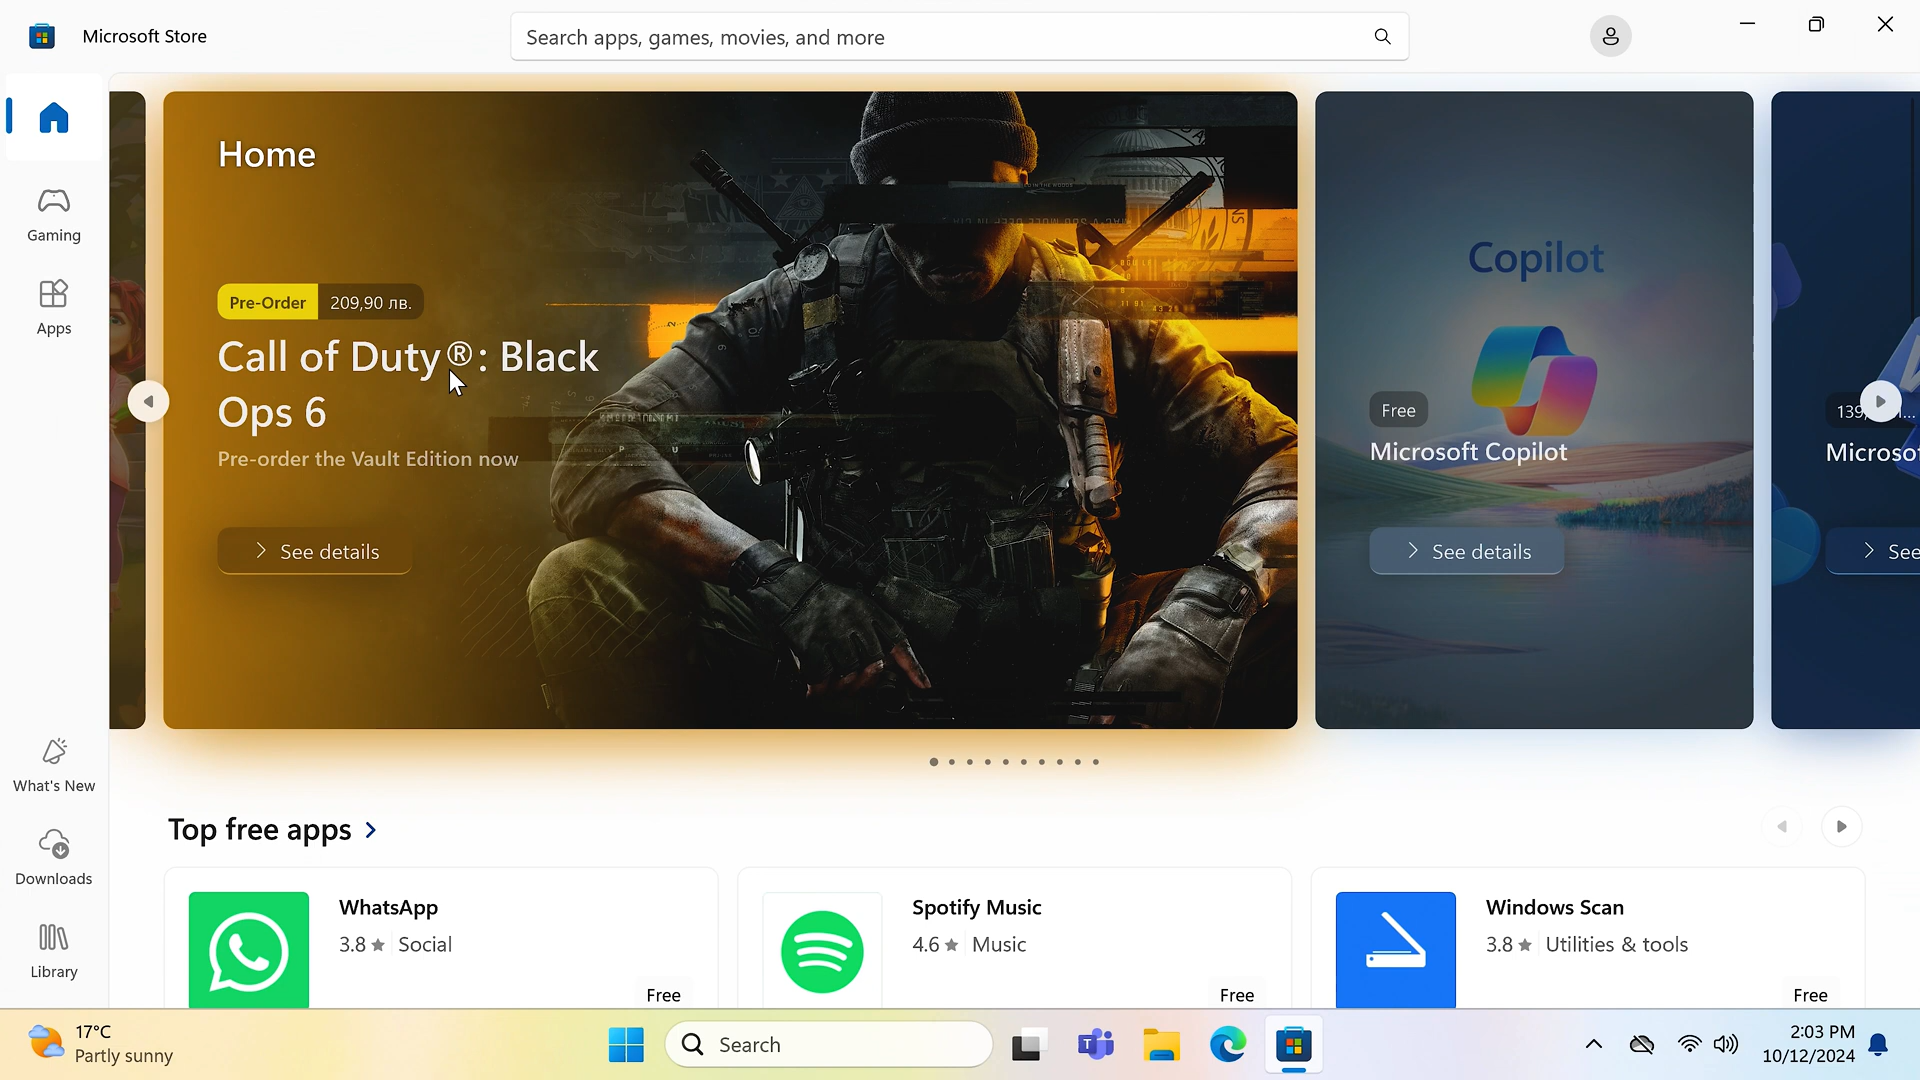 Microsoft Store
Search apps, games, movies, and more
Home
Gaming
Apps
What's New
Downloads
Library
Pre-Order 209,90 лв.
Call of Duty®: Black
Ops 6
Pre-order the Vault Edition now
See details
Copilot
Free
Microsoft Copilot
See details
139,
Microsof
See
Top free apps
WhatsApp
3.8 ★ Social
Free
Spotify Music
4.6 ★ Music
Free
Windows Scan
3.8 ★ Utilities & tools
Free
17°C
Partly sunny
Search
2:03 PM
10/12/2024